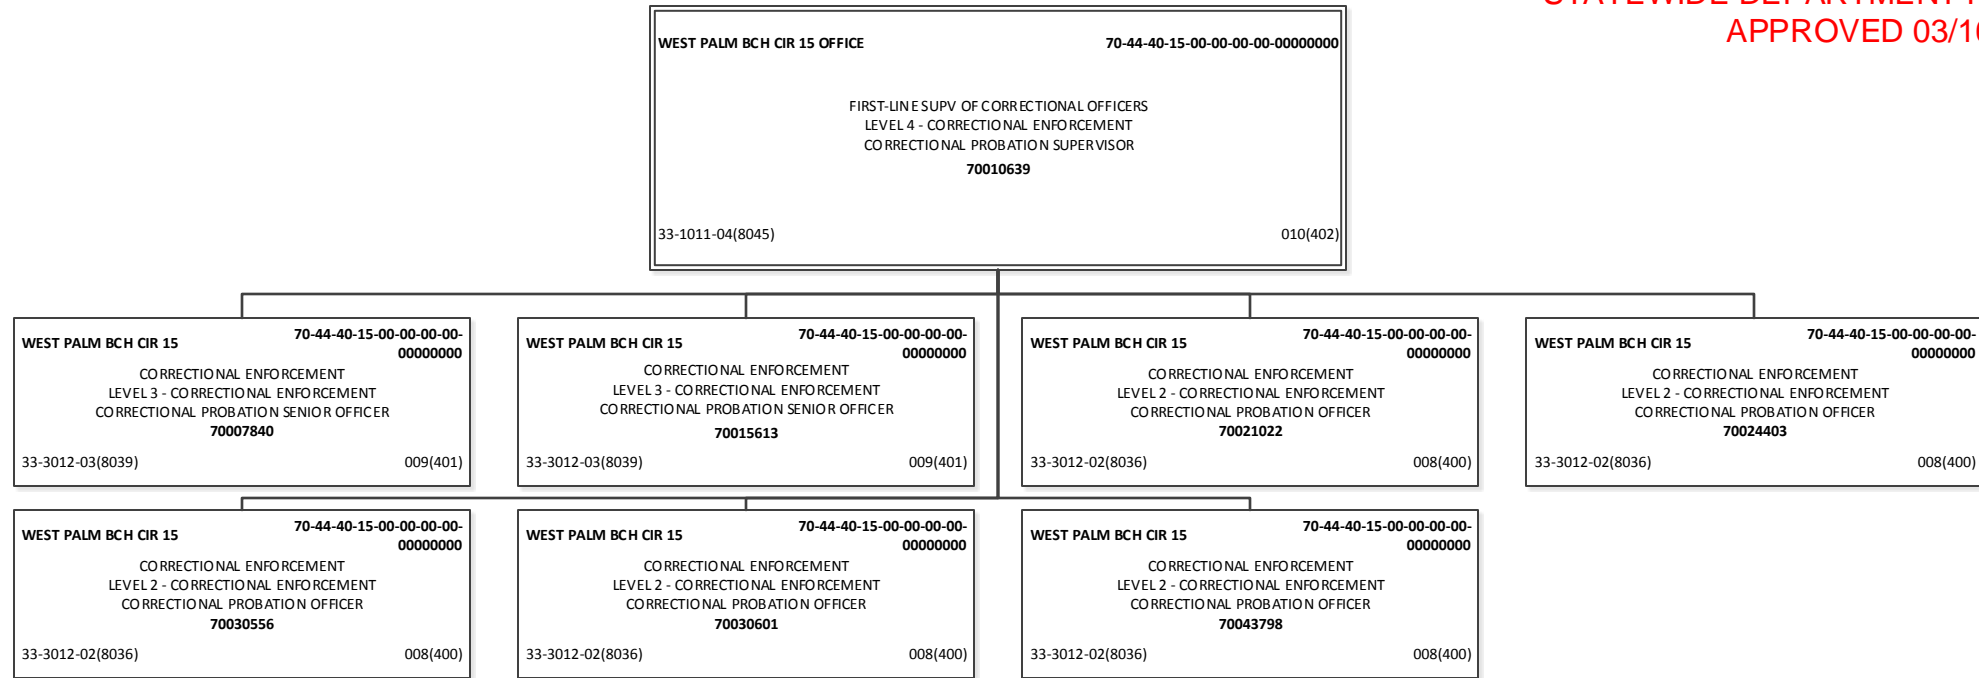 STATEWIDE DEPARTMENT
APPROVED 03/1
WEST PALM BCH CIR 15 OFFICE 70-44-40-15-00-00-00-00-00000000
FIRST-LINE SUPV OF CORRECTIONAL OFFICERS
LEVEL 4 - CORRECTIONAL ENFORCEMENT
CORRECTIONAL PROBATION SUPERVISOR
70010639
33-1011-04(8045) 010(402)
WEST PALM BCH CIR 15 70-44-40-15-00-00-00-00-
00000000
CORRECTIONAL ENFORCEMENT
LEVEL 3 - CORRECTIONAL ENFORCEMENT
CORRECTIONAL PROBATION SENIOR OFFICER
70007840
33-3012-03(8039) 009(401)
WEST PALM BCH CIR 15 70-44-40-15-00-00-00-00-
00000000
CORRECTIONAL ENFORCEMENT
LEVEL 3 - CORRECTIONAL ENFORCEMENT
CORRECTIONAL PROBATION SENIOR OFFICER
70015613
33-3012-03(8039) 009(401)
WEST PALM BCH CIR 15 70-44-40-15-00-00-00-00-
00000000
CORRECTIONAL ENFORCEMENT
LEVEL 2 - CORRECTIONAL ENFORCEMENT
CORRECTIONAL PROBATION OFFICER
70021022
33-3012-02(8036) 008(400)
WEST PALM BCH CIR 15 70-44-40-15-00-00-00-00-
00000000
CORRECTIONAL ENFORCEMENT
LEVEL 2 - CORRECTIONAL ENFORCEMENT
CORRECTIONAL PROBATION OFFICER
70024403
33-3012-02(8036) 008(400)
WEST PALM BCH CIR 15 70-44-40-15-00-00-00-00-
00000000
CORRECTIONAL ENFORCEMENT
LEVEL 2 - CORRECTIONAL ENFORCEMENT
CORRECTIONAL PROBATION OFFICER
70030556
33-3012-02(8036) 008(400)
WEST PALM BCH CIR 15 70-44-40-15-00-00-00-00-
00000000
CORRECTIONAL ENFORCEMENT
LEVEL 2 - CORRECTIONAL ENFORCEMENT
CORRECTIONAL PROBATION OFFICER
70030601
33-3012-02(8036) 008(400)
WEST PALM BCH CIR 15 70-44-40-15-00-00-00-00-
00000000
CORRECTIONAL ENFORCEMENT
LEVEL 2 - CORRECTIONAL ENFORCEMENT
CORRECTIONAL PROBATION OFFICER
70043798
33-3012-02(8036) 008(400)